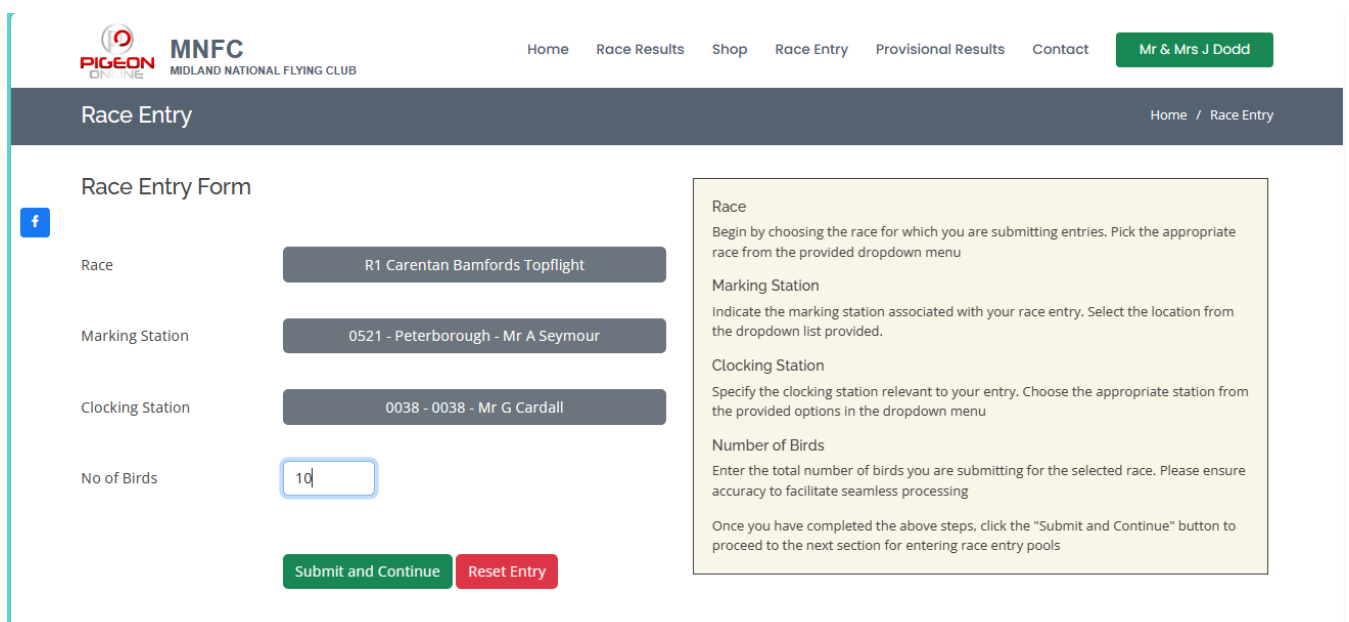 PIGEON
ONLINE
MNFC
MIDLAND NATIONAL FLYING CLUB
Home Race Results Shop Race Entry Provisional Results Contact Mr & Mrs J Dodd
Race Entry
Home / Race Entry
Race Entry Form
f
Race R1 Carentan Bamfords Topflight
Marking Station 0521 - Peterborough - Mr A Seymour
Clocking Station 0038 - 0038 - Mr G Cardall
No of Birds 10
Submit and Continue Reset Entry
Race
Begin by choosing the race for which you are submitting entries. Pick the appropriate
race from the provided dropdown menu
Marking Station
Indicate the marking station associated with your race entry. Select the location from
the dropdown list provided.
Clocking Station
Specify the clocking station relevant to your entry. Choose the appropriate station from
the provided options in the dropdown menu
Number of Birds
Enter the total number of birds you are submitting for the selected race. Please ensure
accuracy to facilitate seamless processing
Once you have completed the above steps, click the "Submit and Continue" button to
proceed to the next section for entering race entry pools